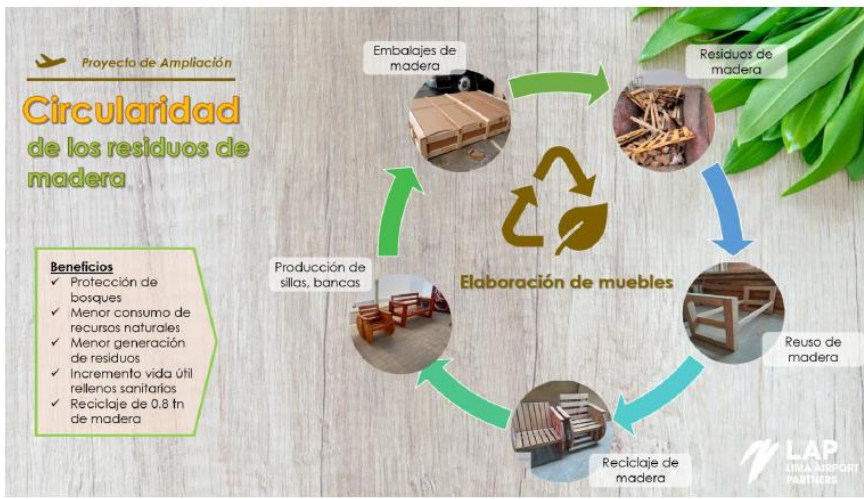 Proyecto de Ampliación
Circularidad
de los residuos de
madera
Beneficios
✓ Protección de
bosques
✓ Menor consumo de
recursos naturales
✓ Menor generación
de residuos
✓ Incremento vida útil
rellenos sanitarios
✓ Reciclaje de 0.8 tn
de madera
Embalajes de
madera
Residuos de
madera
Reuso de
madera
Reciclaje de
madera
Producción de
sillas, bancas
Elaboración de muebles
LAP
LIMA AIRPORT
PARTNERS